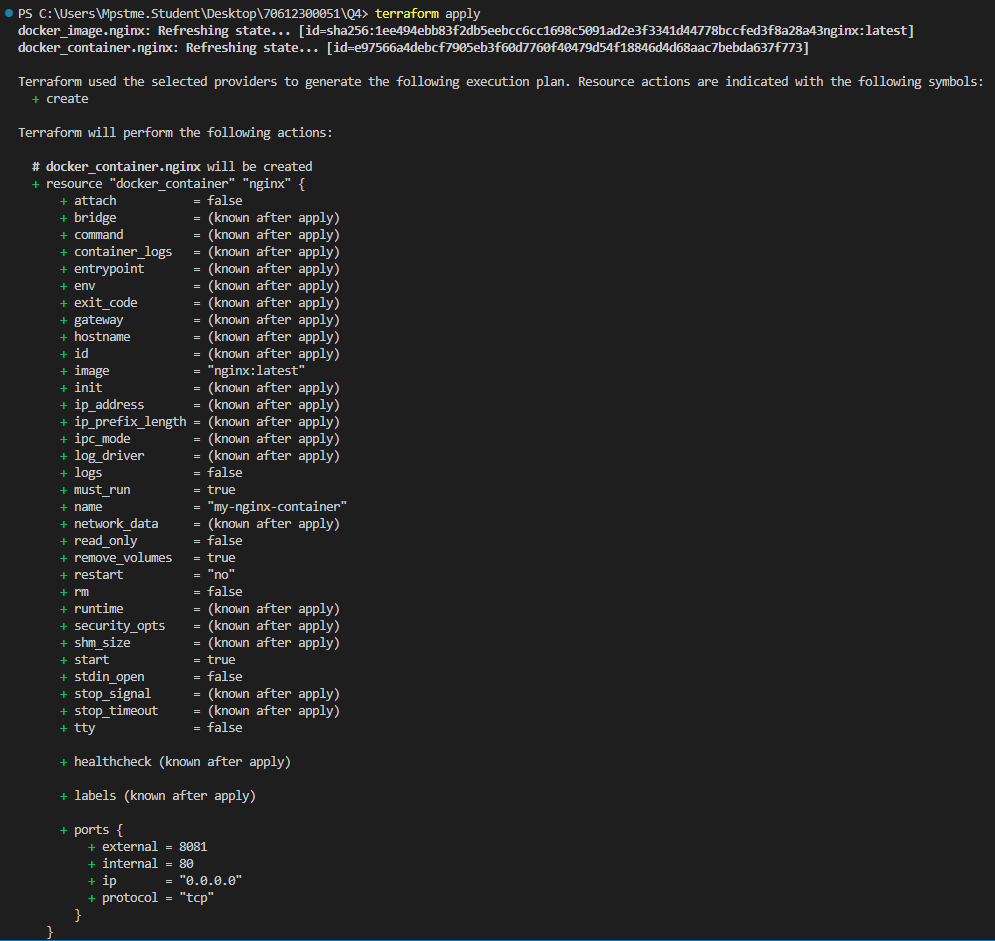 PS C:\Users\Mpstme.Student\Desktop\70612300051\Q4> terraform apply
docker_image.nginx: Refreshing state... [id=sha256:1ee494ebb83f2db5eebcc6cc1698c5091ad2e3f3341d44778bccfed3f8a28a43nginx:latest]
docker_container.nginx: Refreshing state... [id=e97566a4debcf7905eb3f60d7760f40479d54f18846d4d68aac7bebda637f773]
Terraform used the selected providers to generate the following execution plan. Resource actions are indicated with the following symbols:
+ create
Terraform will perform the following actions:
# docker_container.nginx will be created
+ resource "docker_container" "nginx" {
+ attach = false
+ bridge = (known after apply)
+ command = (known after apply)
+ container_logs = (known after apply)
+ entrypoint = (known after apply)
+ env = (known after apply)
+ exit_code = (known after apply)
+ gateway = (known after apply)
+ hostname = (known after apply)
+ id = (known after apply)
+ image = "nginx:latest"
+ init = (known after apply)
+ ip_address = (known after apply)
+ ip_prefix_length = (known after apply)
+ ipc_mode = (known after apply)
+ log_driver = (known after apply)
+ logs = false
+ must_run = true
+ name = "my-nginx-container"
+ network_data = (known after apply)
+ read_only = false
+ remove_volumes = true
+ restart = "no"
+ rm = false
+ runtime = (known after apply)
+ security_opts = (known after apply)
+ shm_size = (known after apply)
+ start = true
+ stdin_open = false
+ stop_signal = (known after apply)
+ stop_timeout = (known after apply)
+ tty = false
+ healthcheck (known after apply)
+ labels (known after apply)
+ ports {
+ external = 8081
+ internal = 80
+ ip = "0.0.0.0"
+ protocol = "tcp"
}
}